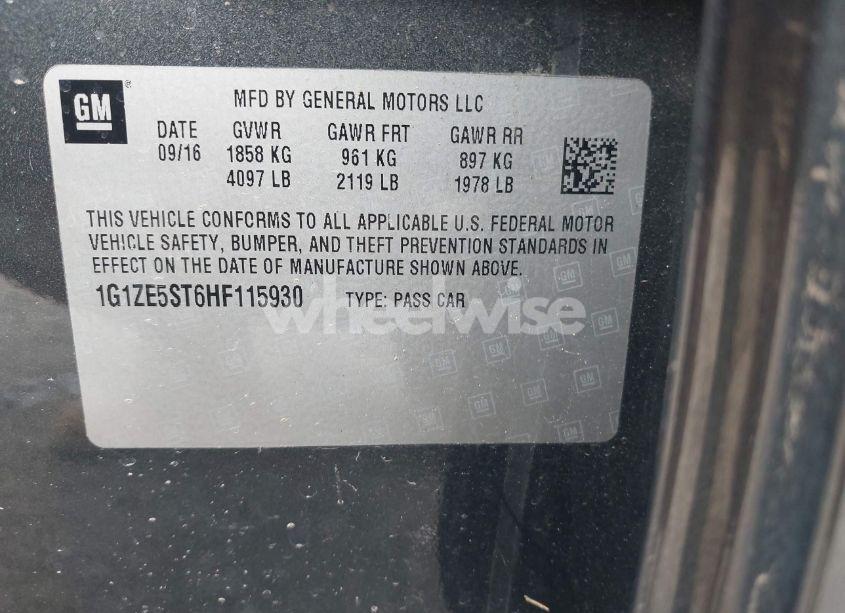 GM
MFD BY GENERAL MOTORS LLC
DATE GVWR GAWR FRT GAWR RR
09/16 1858 KG 961 KG 897 KG
4097 LB 2119 LB 1978 LB
THIS VEHICLE CONFORMS TO ALL APPLICABLE U.S. FEDERAL MOTOR
VEHICLE SAFETY, BUMPER, AND THEFT PREVENTION STANDARDS IN
EFFECT ON THE DATE OF MANUFACTURE SHOWN ABOVE.
1G1ZE5ST6HF115930 TYPE: PASS CAR
wheelwise